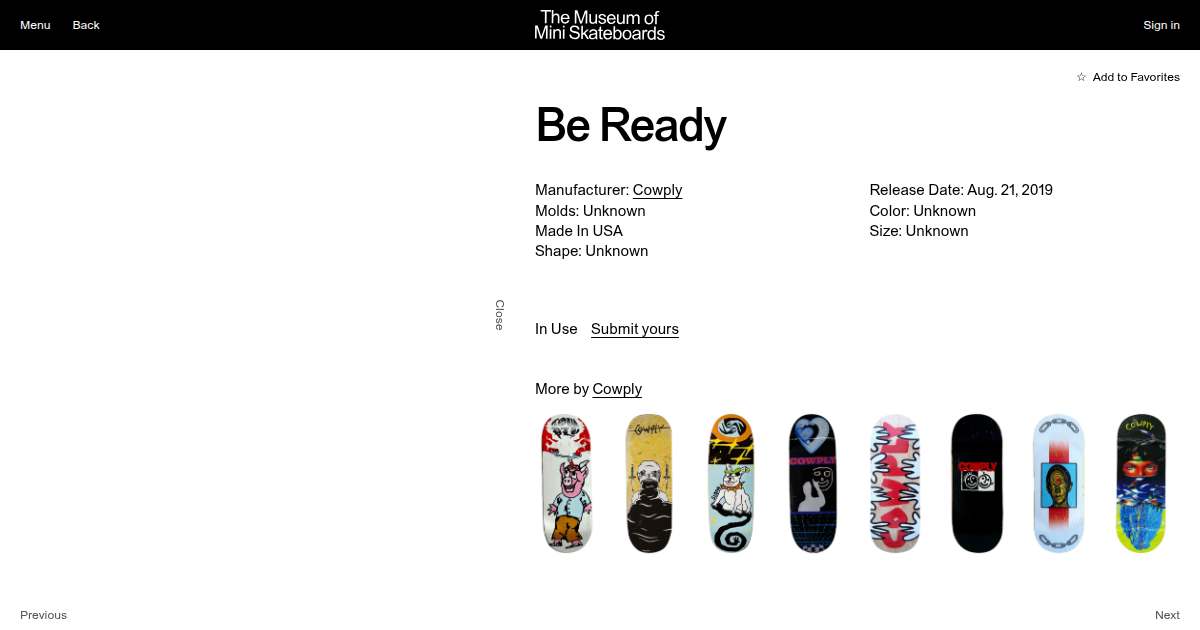 Menu
Back
The Museum of
Mini Skateboards
Sign in
☆ Add to Favorites
Be Ready
Manufacturer: Cowply
Molds: Unknown
Made In USA
Shape: Unknown
Release Date: Aug. 21, 2019
Color: Unknown
Size: Unknown
Close
In Use
Submit yours
More by Cowply
COWPLY
COWPLY
COWPLY
COWPLY
COWPLY
Previous
Next